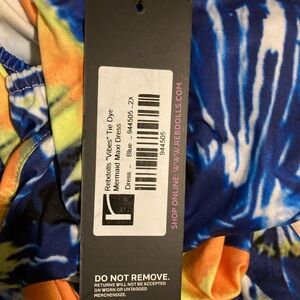 Rebdolls "Vibes" Tie Dye
Mermaid Maxi Dress
Dress - Blue - 944505-2X
944505
r
SHOP ONLINE: WWW.REBDOLLS.COM
DO NOT REMOVE.
RETURNS WILL NOT BE ACCEPTED
ON WORN OR UNTAGGED
MERCHENDIZE.